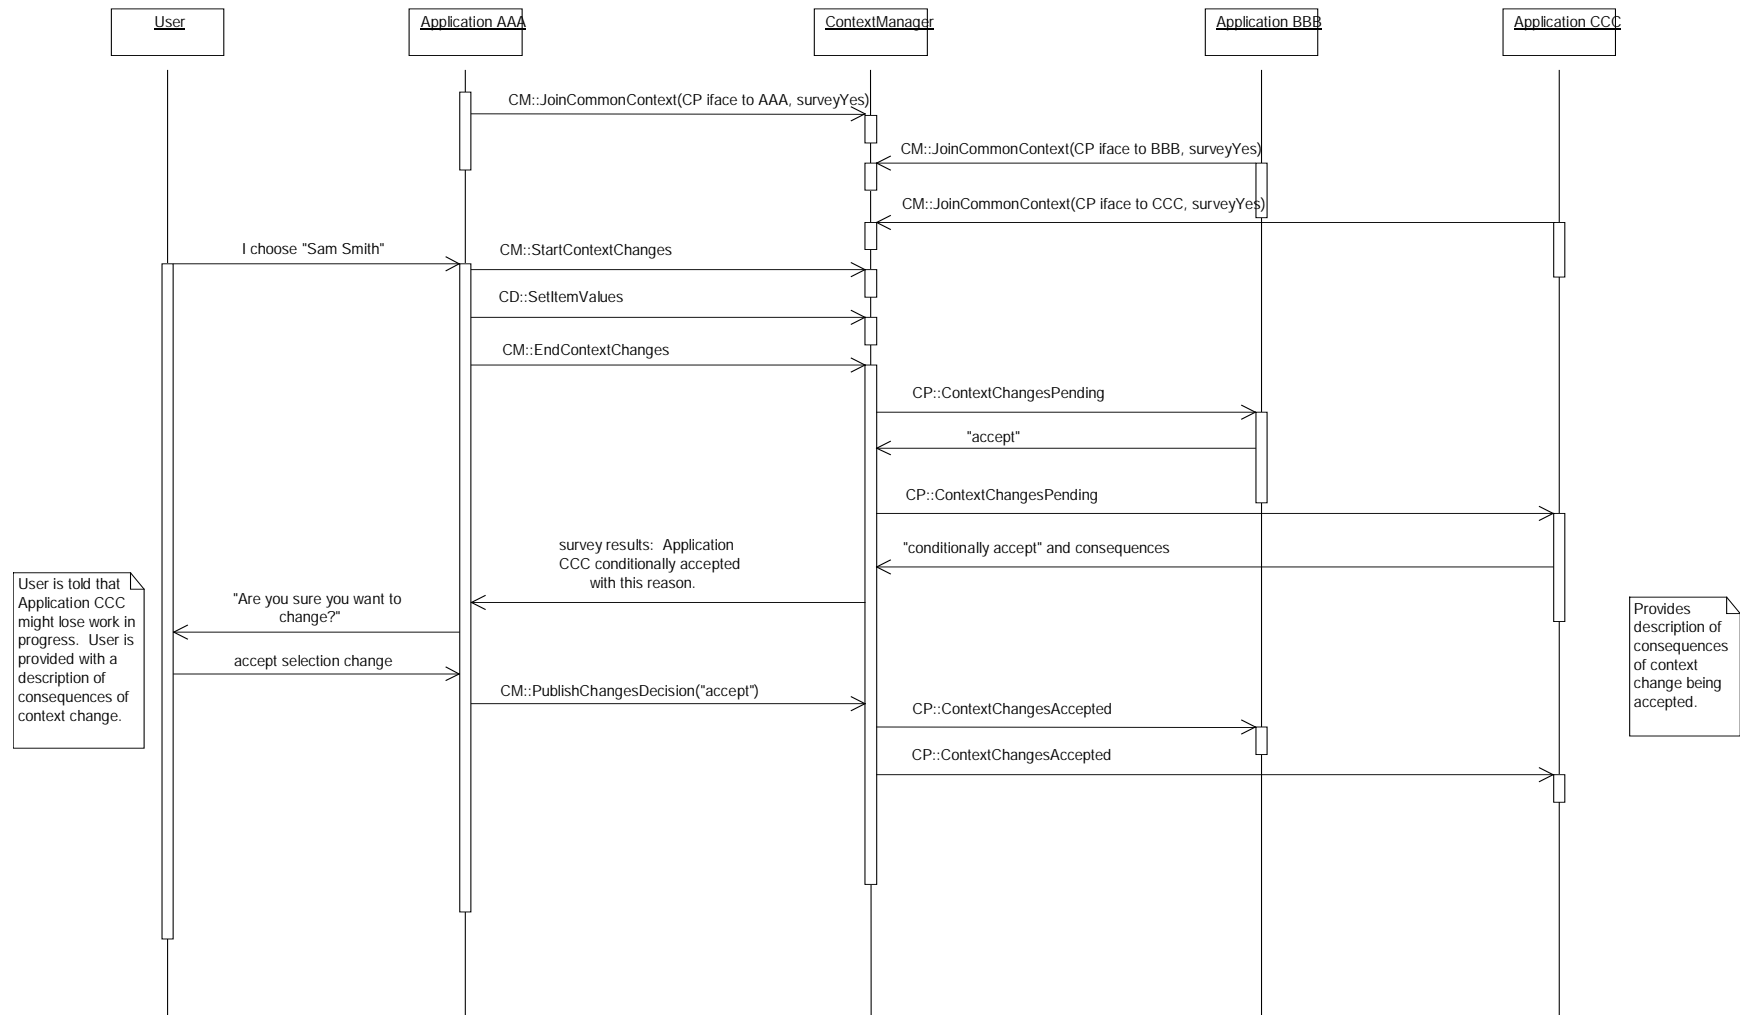 User
Application AAA
ContextManager
Application BBB
Application CCC
CM::JoinCommonContext(CP iface to AAA, surveyYes)
CM::JoinCommonContext(CP iface to BBB, surveyYes)
CM::JoinCommonContext(CP iface to CCC, surveyYes)
I choose "Sam Smith"
CM::StartContextChanges
CD::SetItemValues
CM::EndContextChanges
CP::ContextChangesPending
"accept"
CP::ContextChangesPending
"conditionally accept" and consequences
survey results:  Application
CCC conditionally accepted
with this reason.
User is told that
Application CCC
might lose work in
progress.  User is
provided with a
description of
consequences of
context change.
"Are you sure you want to
change?"
Provides
description of
consequences
of context
change being
accepted.
accept selection change
CM::PublishChangesDecision("accept")
CP::ContextChangesAccepted
CP::ContextChangesAccepted